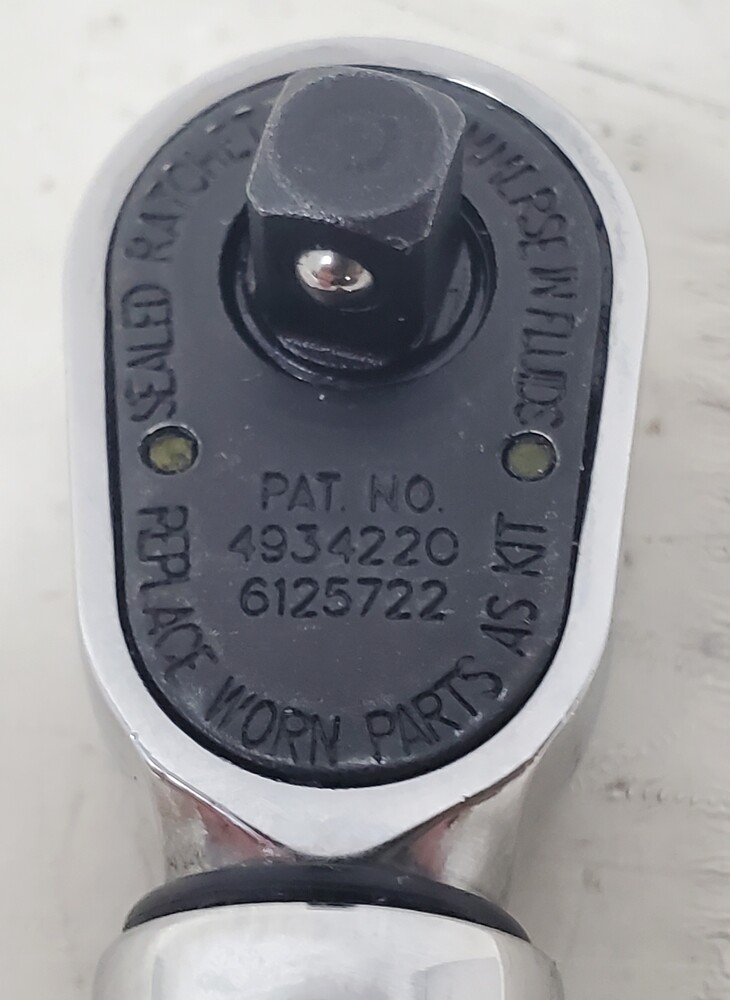 SEALED RATCHET
IMMERSE IN FLUIDS
PAT. NO.
4934220
6125722
REPLACE WORN PARTS AS KIT